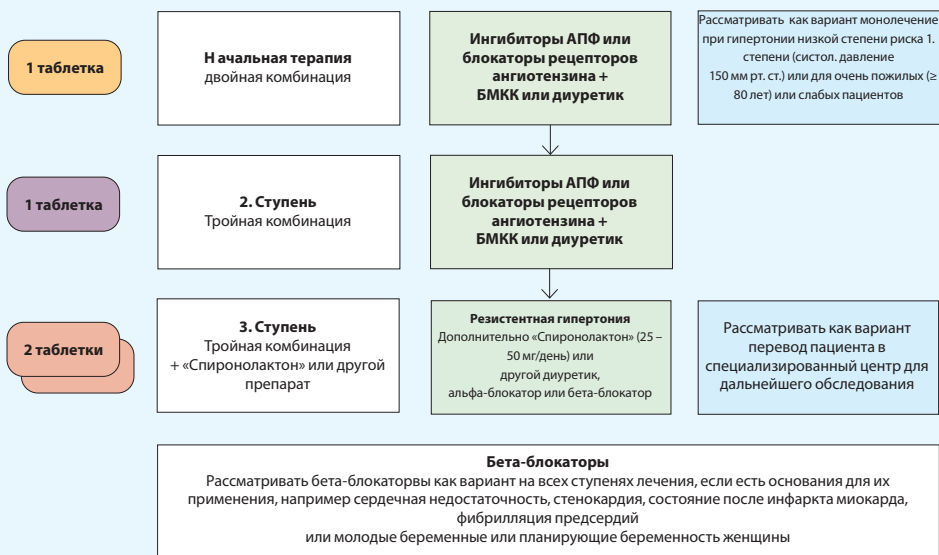 1 таблетка
Н ачальная терапия
двойная комбинация
Ингибиторы АПФ или
блокаторы рецепторов
ангиотензина +
БМКК или диуретик
Рассматривать как вариант монолечение
при гипертонии низкой степени риска 1.
степени (систол. давление
150 мм рт. ст.) или для очень пожилых (≥
80 лет) или слабых пациентов
1 таблетка
2. Ступень
Тройная комбинация
Ингибиторы АПФ или
блокаторы рецепторов
ангиотензина +
БМКК или диуретик
2 таблетки
3. Ступень
Тройная комбинация
+ «Спиронолактон» или другой
препарат
Резистентная гипертония
Дополнительно «Спиронолактон» (25 –
50 мг/день) или
другой диуретик,
альфа-блокатор или бета-блокатор
Рассматривать как вариант
перевод пациента в
специализированный центр для
дальнейшего обследования
Бета-блокаторы
Рассматривать бета-блокаторвы как вариант на всех ступенях лечения, если есть основания для их
применения, например сердечная недостаточность, стенокардия, состояние после инфаркта миокарда,
фибрилляция предсердий
или молодые беременные или планирующие беременность женщины